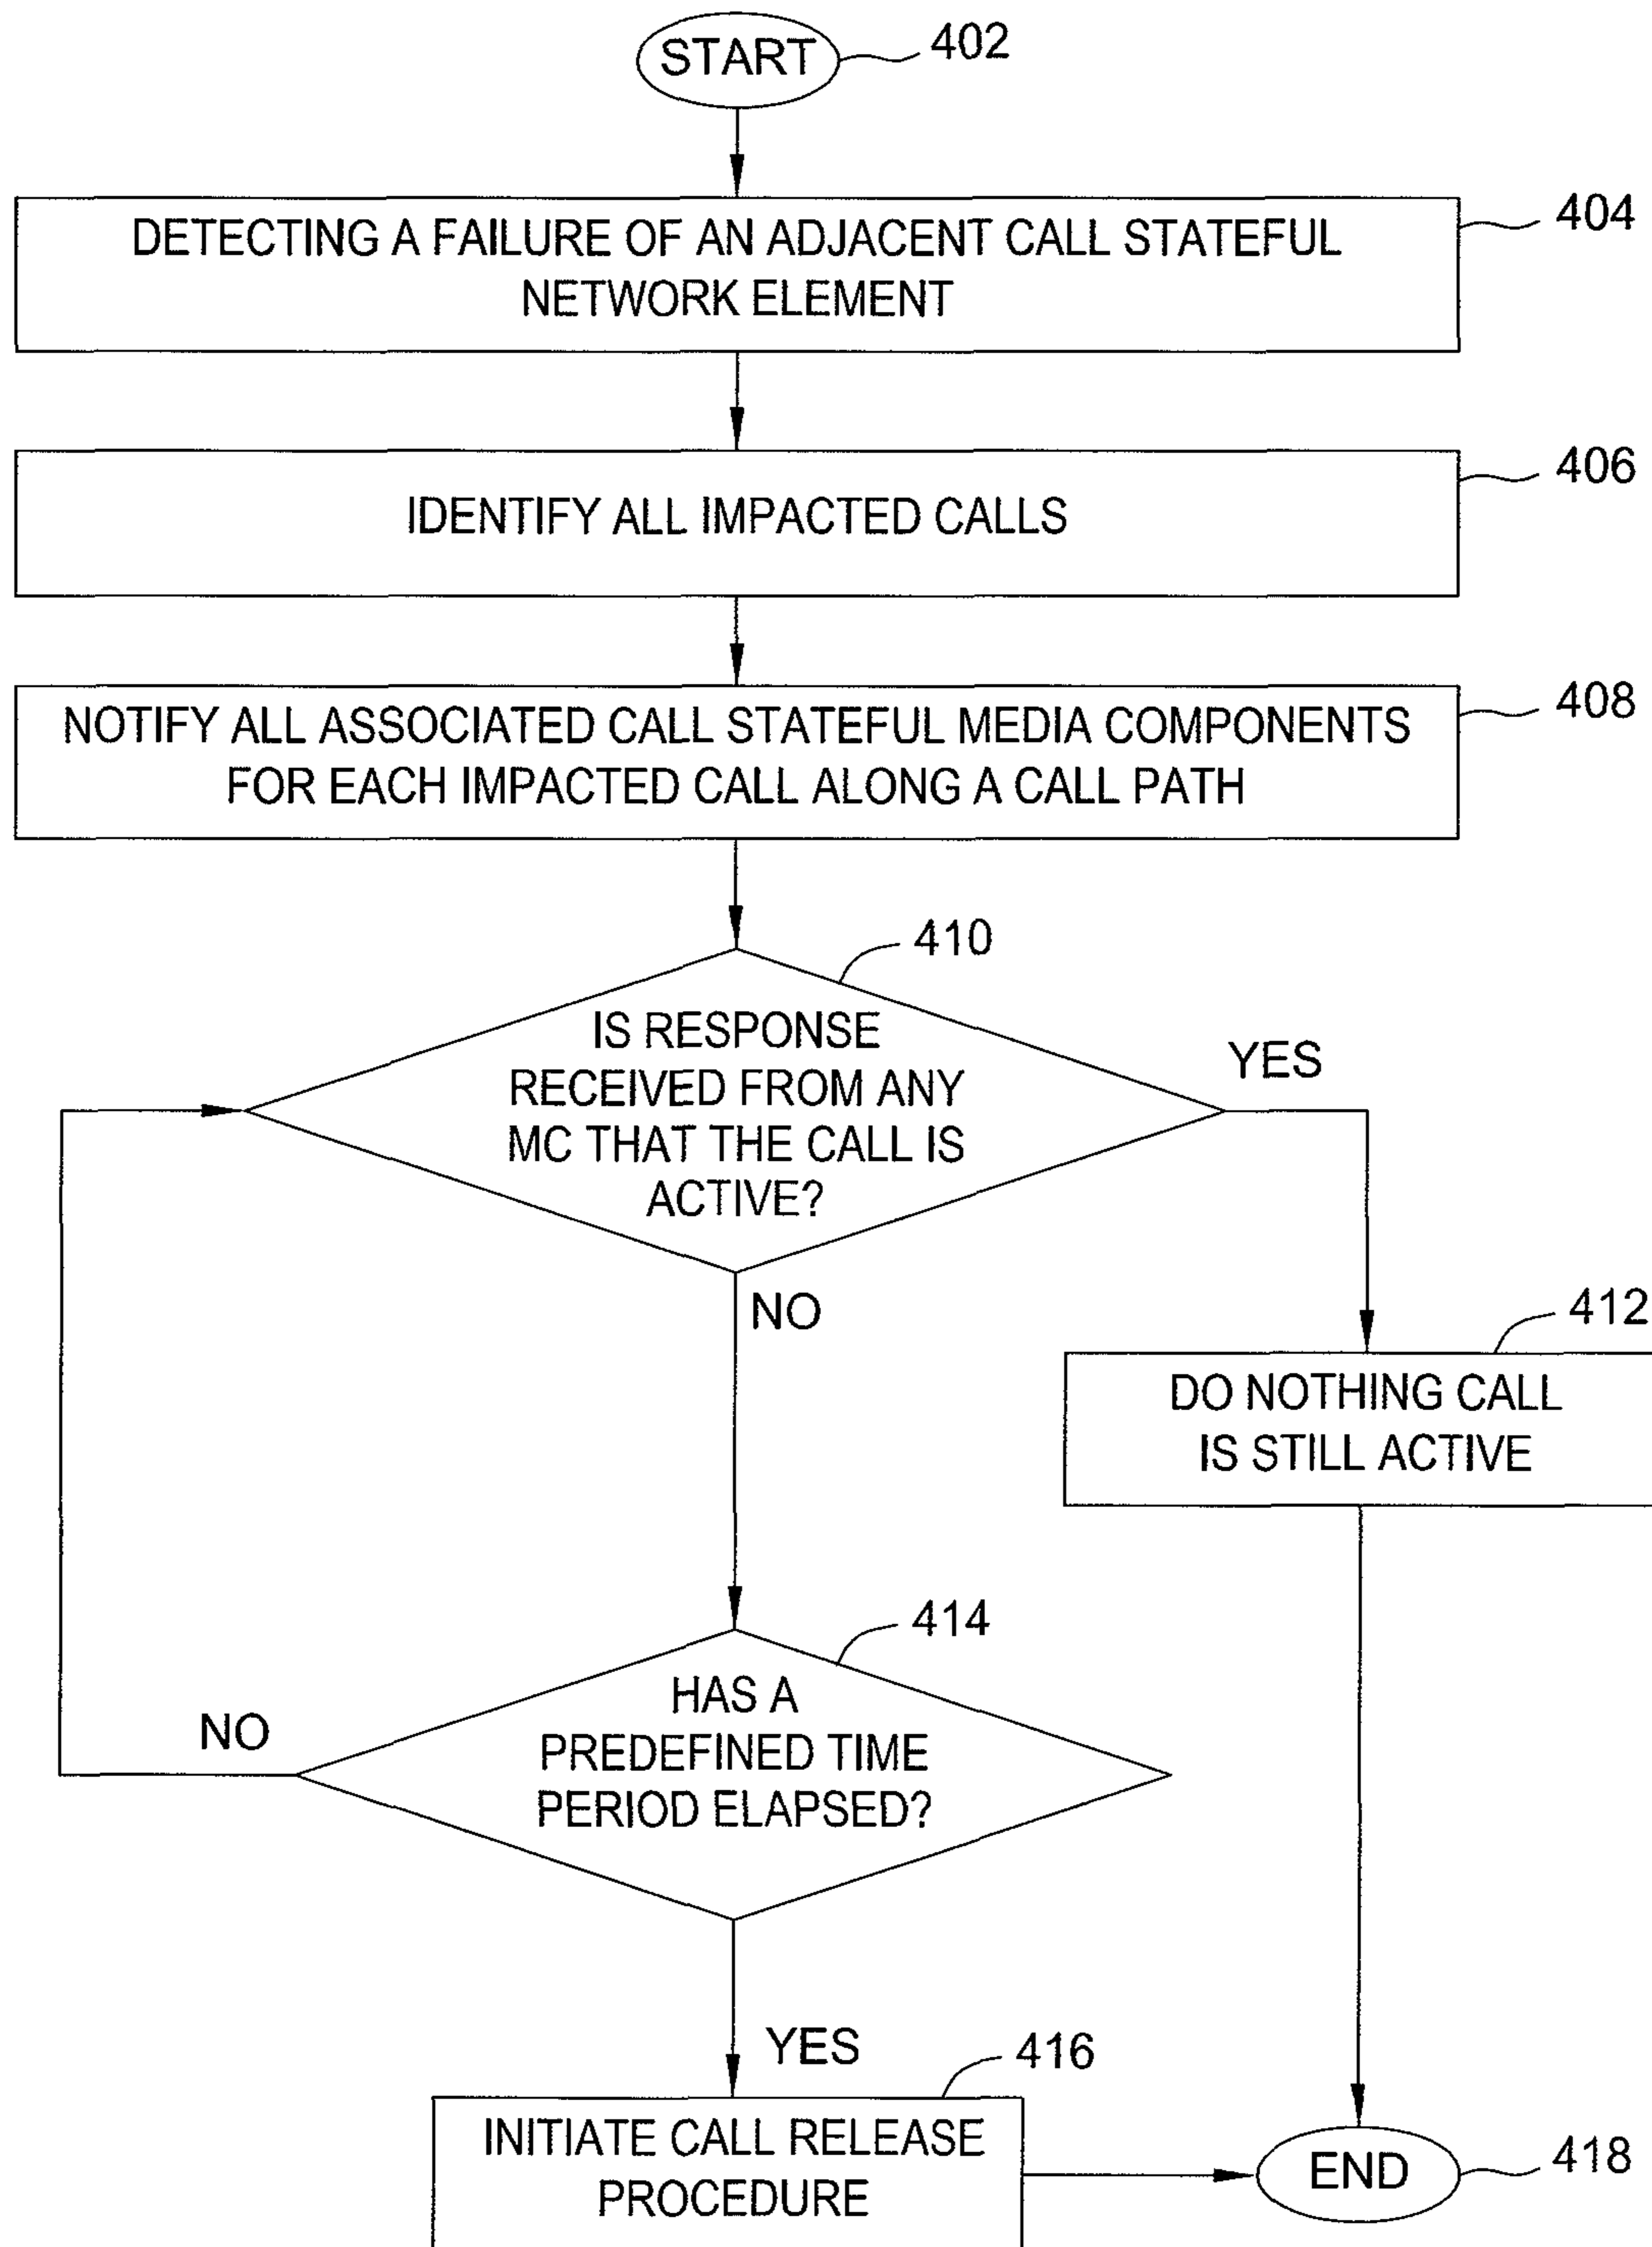 START
402
DETECTING A FAILURE OF AN ADJACENT CALL STATEFUL
NETWORK ELEMENT
404
IDENTIFY ALL IMPACTED CALLS
406
NOTIFY ALL ASSOCIATED CALL STATEFUL MEDIA COMPONENTS
FOR EACH IMPACTED CALL ALONG A CALL PATH
408
410
IS RESPONSE
RECEIVED FROM ANY
MC THAT THE CALL IS
ACTIVE?
YES
NO
412
DO NOTHING CALL
IS STILL ACTIVE
414
HAS A
PREDEFINED TIME
PERIOD ELAPSED?
NO
YES
416
INITIATE CALL RELEASE
PROCEDURE
END
418